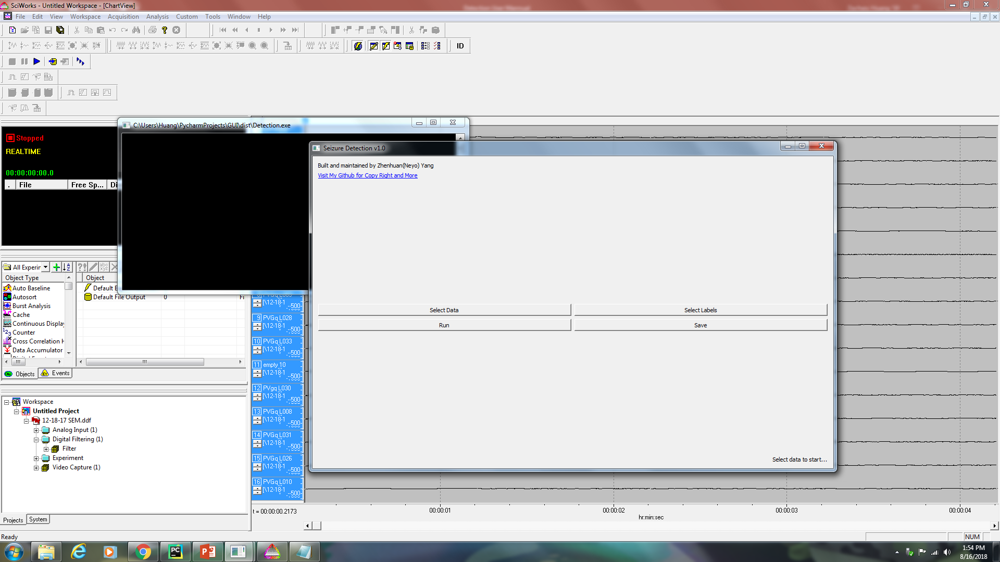 SciWorks - Untitled Workspace - [ChartView]
File Edit View Workspace Acquisition Analysis Custom Tools Window Help
ID
C:\Users\Huang\PycharmProjects\GUI\dist\Detection.exe
Stopped
REALTIME
00:00:00:00.0
. File Free Sp... Di
Seizure Detection v1.0
Built and maintained by Zhenhuan(Neyo) Yang
Visit My Github for Copy Right and More
Select Data Select Labels
Run Save
Select data to start...
All Experir
Object Type Object
Auto Baseline
Autosort
Burst Analysis
Cache
Continuous Display
Counter
Cross Correlation H
Data Accumulator
Default E
Default File Output 0 Fi
Objects Events
[\12-18-1 -500
9 PVGq L028
[\12-18-1 -500
10 PVGq L033
[\12-18-1 -500
11 empty 10
[\12-18-1 -500
12 PVgq L030
[\12-18-1 -500
13 PVGq L008
[\12-18-1 -500
14 PVGq L031
[\12-18-1 -500
15 PVGq L026
[\12-18-1 -500
16 PVGq L010
[\12-18-1 -500
Workspace
Untitled Project
12-18-17 SEM.ddf
Analog Input (1)
Digital Filtering (1)
Filter
Experiment
Video Capture (1)
Projects System
t = 00:00:00.2173
00:00:01 00:00:02 00:00:03 00:00:04
hr:min:sec
Ready
NUM
1:54 PM
8/16/2018